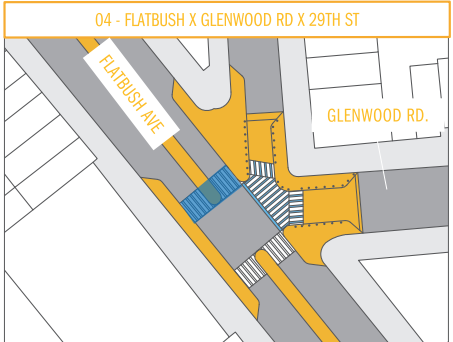 04 - FLATBUSH X GLENWOOD RD X 29TH ST
FLATBUSH AVE
GLENWOOD RD.